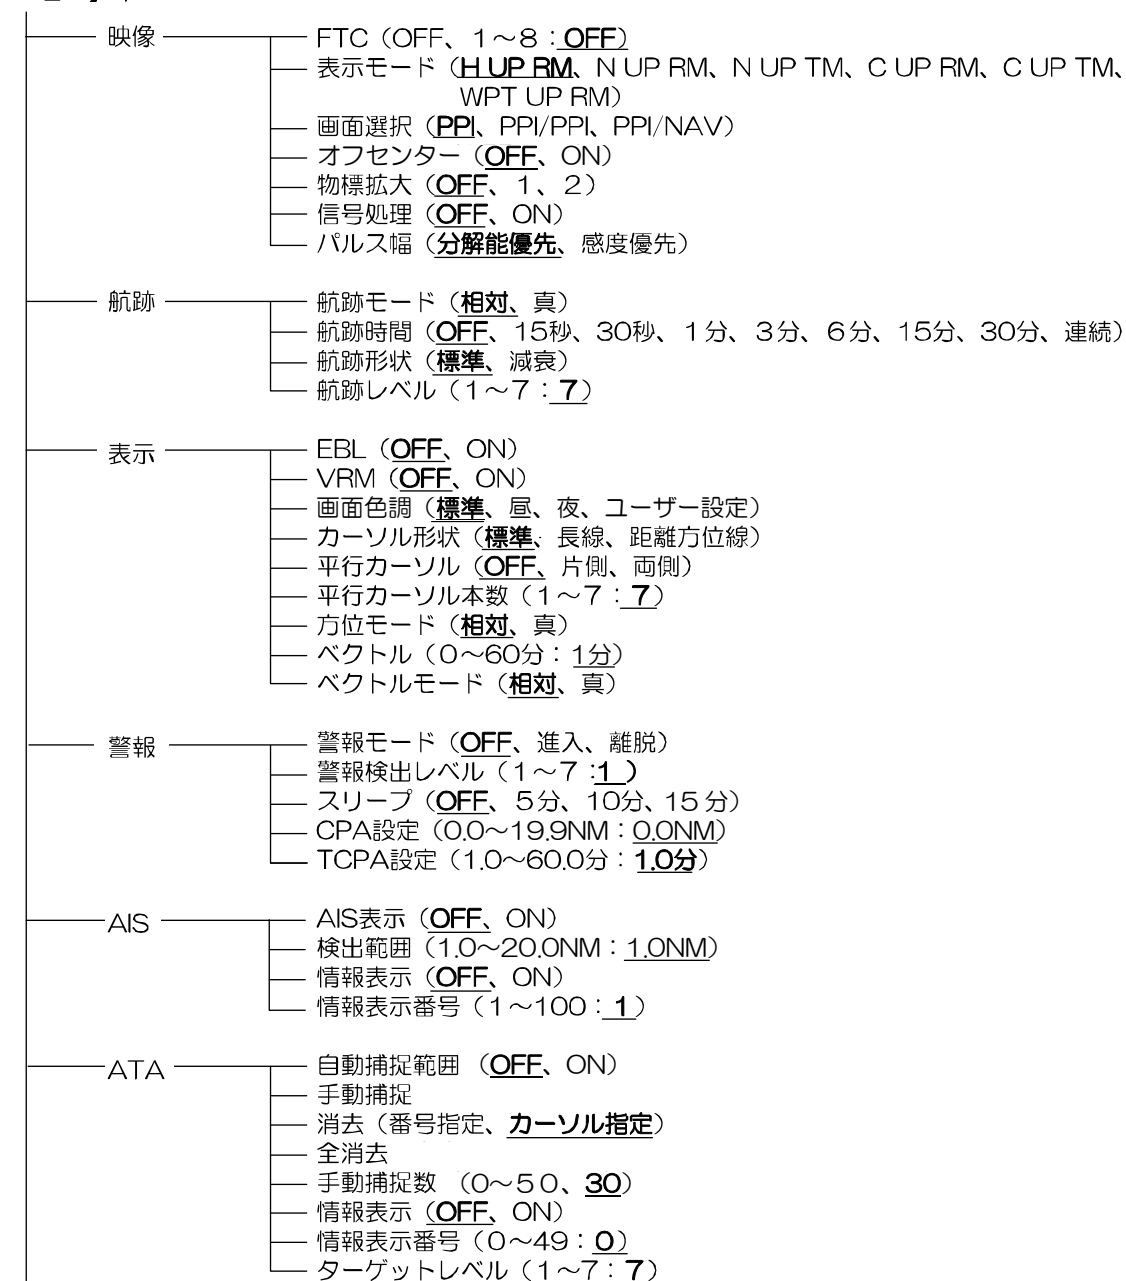 映像
FTC（OFF、1～8：OFF）
表示モード（H UP RM、N UP RM、N UP TM、C UP RM、C UP TM、
WPT UP RM）
画面選択（PPI、PPI/PPI、PPI/NAV）
オフセンター（OFF、ON）
物標拡大（OFF、1、2）
信号処理（OFF、ON）
パルス幅（分解能優先、感度優先）
航跡
航跡モード（相対、真）
航跡時間（OFF、15秒、30秒、1分、3分、6分、15分、30分、連続）
航跡形状（標準、減衰）
航跡レベル（1～7：7）
表示
EBL（OFF、ON）
VRM（OFF、ON）
画面色調（標準、昼、夜、ユーザー設定）
カーソル形状（標準、長線、距離方位線）
平行カーソル（OFF、片側、両側）
平行カーソル本数（1～7：7）
方位モード（相対、真）
ベクトル（0～60分：1分）
ベクトルモード（相対、真）
警報
警報モード（OFF、進入、離脱）
警報検出レベル（1～7：1）
スリープ（OFF、5分、10分、15分）
CPA設定（0.0～19.9NM：0.0NM）
TCPA設定（1.0～60.0分：1.0分）
AIS
AIS表示（OFF、ON）
検出範囲（1.0～20.0NM：1.0NM）
情報表示（OFF、ON）
情報表示番号（1～100：1）
ATA
自動捕捉範囲（OFF、ON）
手動捕捉
消去（番号指定、カーソル指定）
全消去
手動捕捉数（0～50、30）
情報表示（OFF、ON）
情報表示番号（0～49：0）
ターゲットレベル（1～7：7）